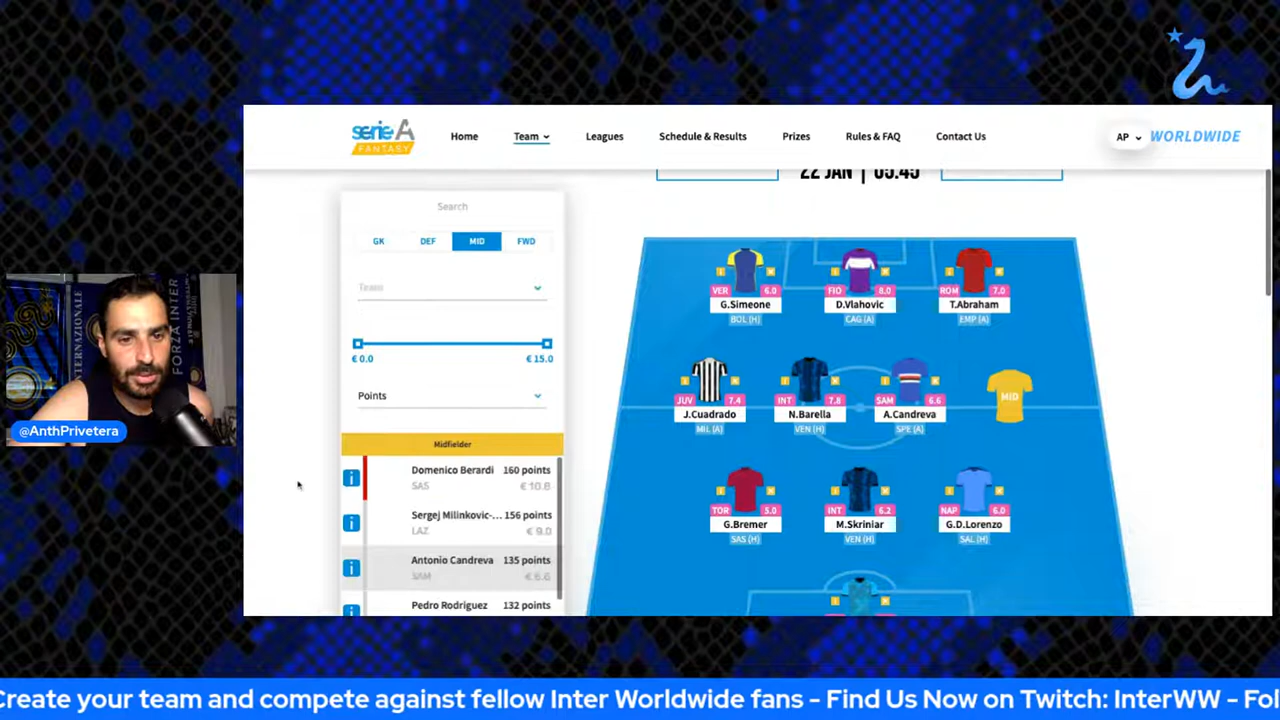 serie A
FANTASY
Home
Team
Leagues
Schedule & Results
Prizes
Rules & FAQ
Contact Us
AP
WORLDWIDE
22 JAN | 05:45
Search
GK
DEF
MID
FWD
Team
€ 0.0
€ 15.0
Points
Midfielder
Domenico Berardi 160 points
SAS € 10.8
Sergej Milinkovic-... 156 points
LAZ € 9.0
Antonio Candreva 135 points
SAM € 6.6
Pedro Rodriguez 132 points
VER 6.0
G.Simeone
BOL (H)
FIO 8.0
D.Vlahovic
CAG (A)
ROM 7.0
T.Abraham
EMP (A)
JUV 7.4
J.Cuadrado
MIL (A)
INT 7.8
N.Barella
VEN (H)
SAM 6.6
A.Candreva
SPE (A)
MID
TOR 5.0
G.Bremer
SAS (H)
INT 6.2
M.Skriniar
VEN (H)
NAP 6.0
G.D.Lorenzo
SAL (H)
INTERNAZIONALE
FORZA INTER
@AnthPrivetera
Create your team and compete against fellow Inter Worldwide fans - Find Us Now on Twitch: InterWW - Fol